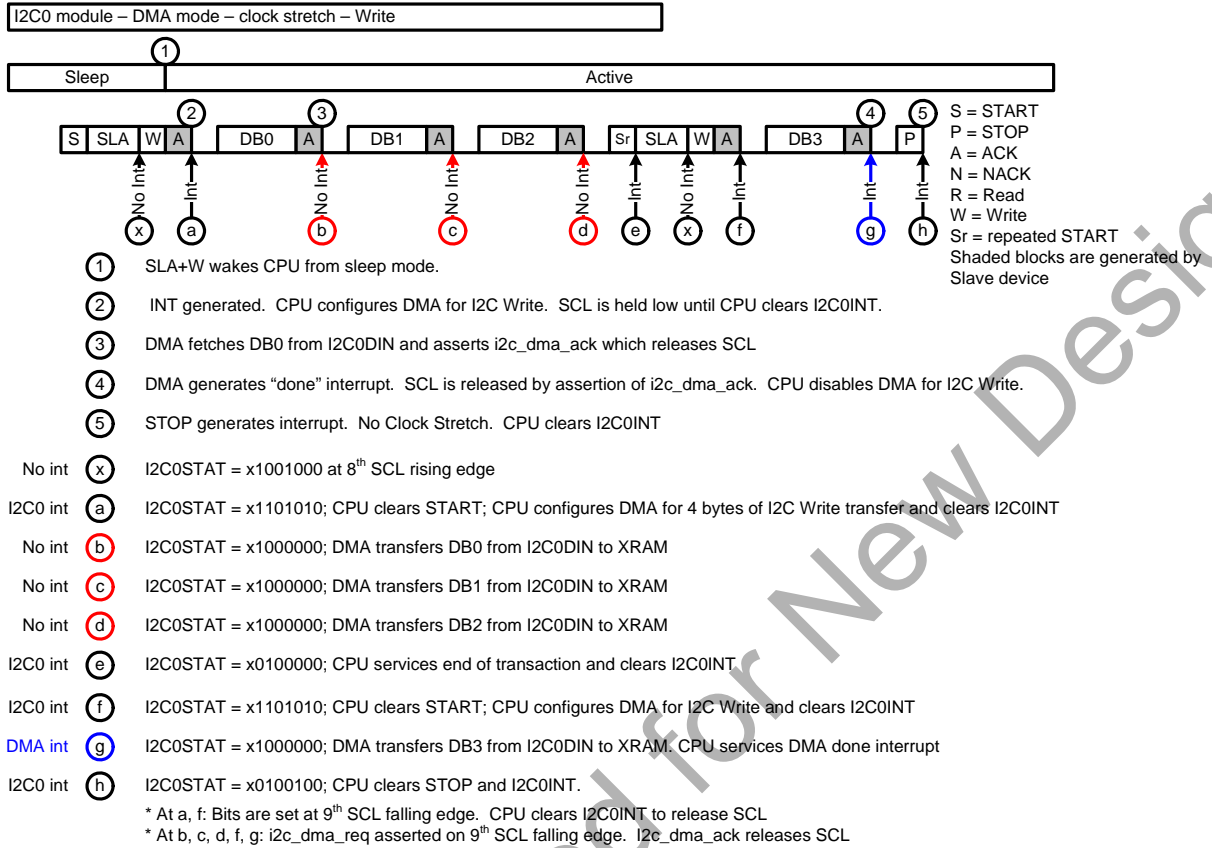 I2C0 module – DMA mode – clock stretch – Write
1
Sleep Active
2 3 4 5
S SLA W A DB0 A DB1 A DB2 A Sr SLA W A DB3 A P
No Int Int No Int No Int No Int Int No Int Int Int Int
x a b c d e x f g h
S = START
P = STOP
A = ACK
N = NACK
R = Read
W = Write
Sr = repeated START
Shaded blocks are generated by
Slave device
1 SLA+W wakes CPU from sleep mode.
2 INT generated. CPU configures DMA for I2C Write. SCL is held low until CPU clears I2C0INT.
3 DMA fetches DB0 from I2C0DIN and asserts i2c_dma_ack which releases SCL
4 DMA generates “done” interrupt. SCL is released by assertion of i2c_dma_ack. CPU disables DMA for I2C Write.
5 STOP generates interrupt. No Clock Stretch. CPU clears I2C0INT
No int x I2C0STAT = x1001000 at 8th SCL rising edge
I2C0 int a I2C0STAT = x1101010; CPU clears START; CPU configures DMA for 4 bytes of I2C Write transfer and clears I2C0INT
No int b I2C0STAT = x1000000; DMA transfers DB0 from I2C0DIN to XRAM
No int c I2C0STAT = x1000000; DMA transfers DB1 from I2C0DIN to XRAM
No int d I2C0STAT = x1000000; DMA transfers DB2 from I2C0DIN to XRAM
I2C0 int e I2C0STAT = x0100000; CPU services end of transaction and clears I2C0INT
I2C0 int f I2C0STAT = x1101010; CPU clears START; CPU configures DMA for I2C Write and clears I2C0INT
DMA int g I2C0STAT = x1000000; DMA transfers DB3 from I2C0DIN to XRAM. CPU services DMA done interrupt
I2C0 int h I2C0STAT = x0100100; CPU clears STOP and I2C0INT.
* At a, f: Bits are set at 9th SCL falling edge. CPU clears I2C0INT to release SCL
* At b, c, d, f, g: i2c_dma_req asserted on 9th SCL falling edge. I2c_dma_ack releases SCL
ed for New Desig